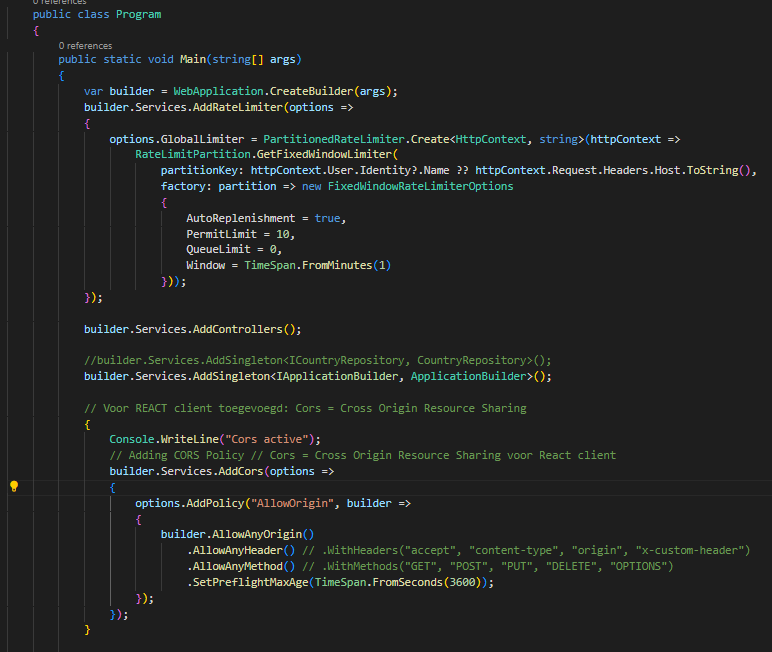 0 references
public class Program
{
0 references
public static void Main(string[] args)
{
var builder = WebApplication.CreateBuilder(args);
builder.Services.AddRateLimiter(options =>
{
options.GlobalLimiter = PartitionedRateLimiter.Create<HttpContext, string>(httpContext =>
RateLimitPartition.GetFixedWindowLimiter(
partitionKey: httpContext.User.Identity?.Name ?? httpContext.Request.Headers.Host.ToString(),
factory: partition => new FixedWindowRateLimiterOptions
{
AutoReplenishment = true,
PermitLimit = 10,
QueueLimit = 0,
Window = TimeSpan.FromMinutes(1)
}));
});
builder.Services.AddControllers();
//builder.Services.AddSingleton<ICountryRepository, CountryRepository>();
builder.Services.AddSingleton<IApplicationBuilder, ApplicationBuilder>();
// Voor REACT client toegevoegd: Cors = Cross Origin Resource Sharing
{
Console.WriteLine("Cors active");
// Adding CORS Policy // Cors = Cross Origin Resource Sharing voor React client
builder.Services.AddCors(options =>
{
options.AddPolicy("AllowOrigin", builder =>
{
builder.AllowAnyOrigin()
.AllowAnyHeader() // .WithHeaders("accept", "content-type", "origin", "x-custom-header")
.AllowAnyMethod() // .WithMethods("GET", "POST", "PUT", "DELETE", "OPTIONS")
.SetPreflightMaxAge(TimeSpan.FromSeconds(3600));
});
});
}